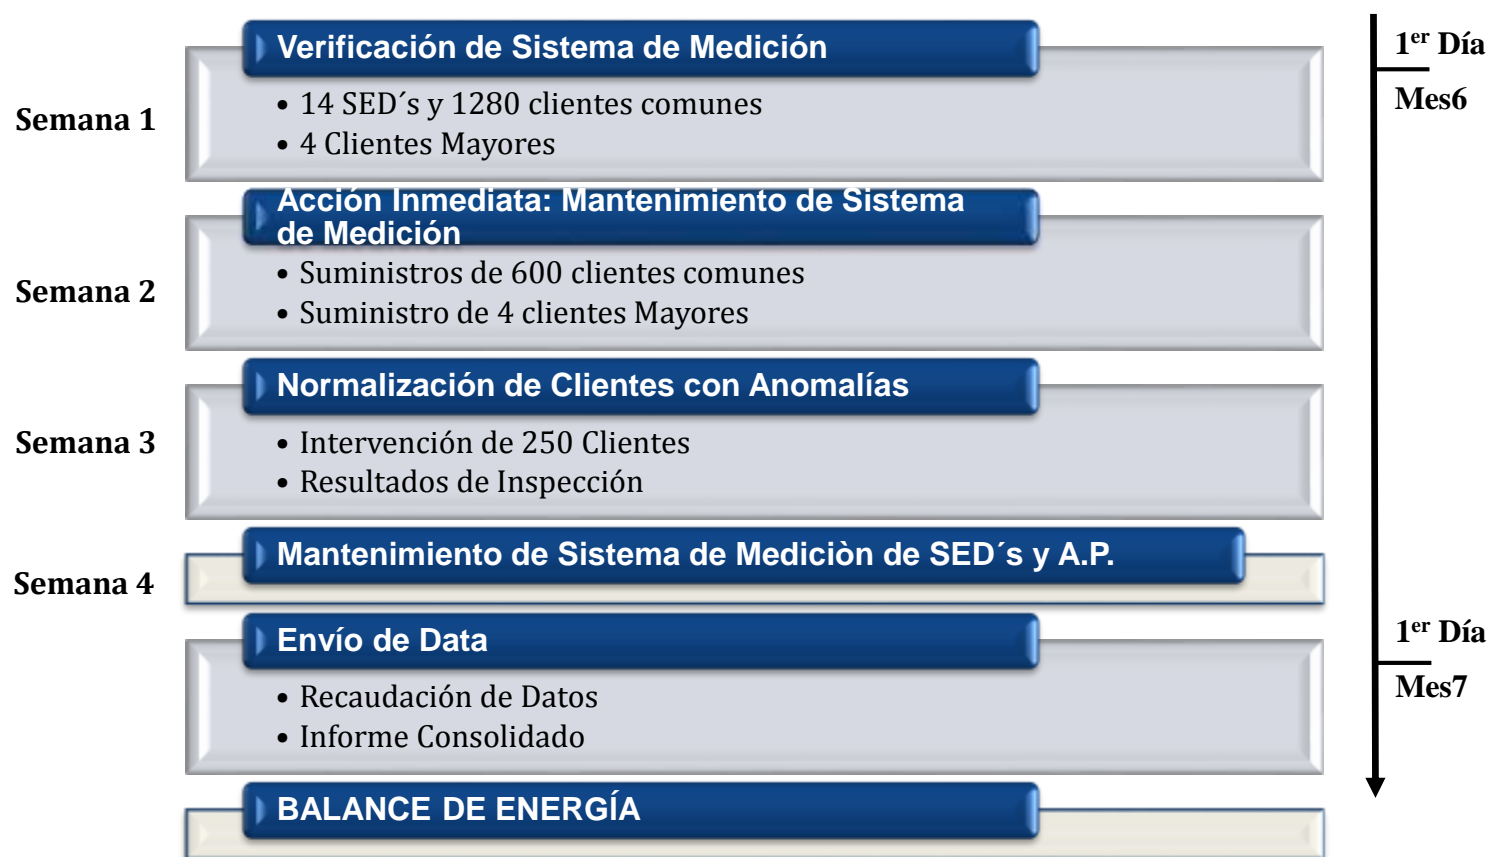 Verificación de Sistema de Medición
Semana 1
• 14 SED´s y 1280 clientes comunes
• 4 Clientes Mayores
Acción Inmediata: Mantenimiento de Sistema
de Medición
Semana 2
• Suministros de 600 clientes comunes
• Suministro de 4 clientes Mayores
Normalización de Clientes con Anomalías
Semana 3
• Intervención de 250 Clientes
• Resultados de Inspección
Mantenimiento de Sistema de Mediciòn de SED´s y A.P.
Semana 4
Envío de Data
• Recaudación de Datos
• Informe Consolidado
BALANCE DE ENERGÍA
1er Día
Mes6
1er Día
Mes7